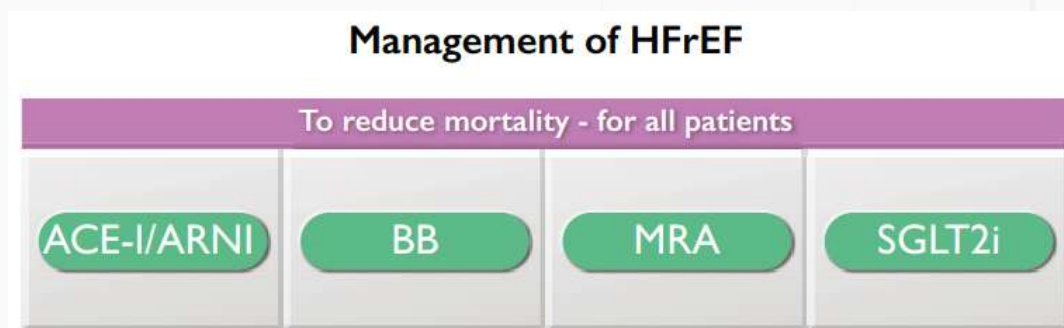 Management of HFrEF
To reduce mortality - for all patients
ACE-I/ARNI BB MRA SGLT2i